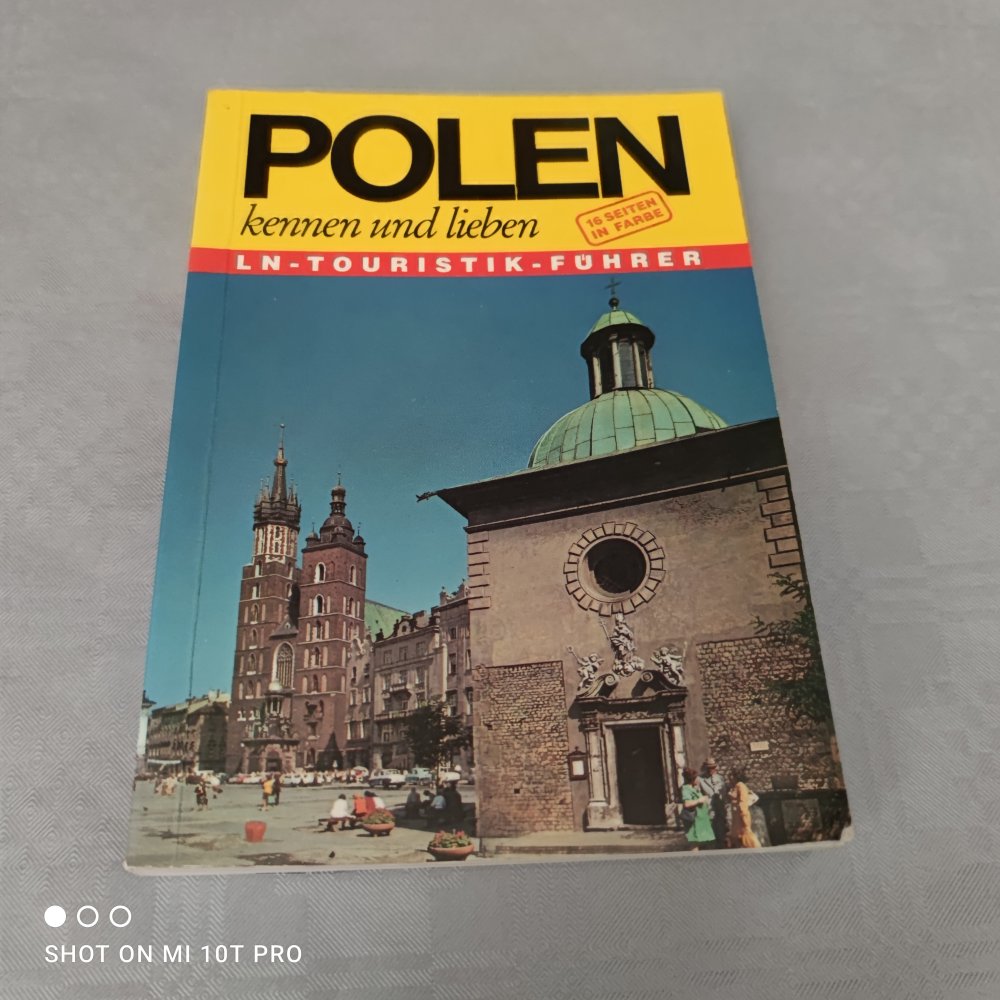 POLEN
kennen und lieben
16 SEITEN
IN FARBE
LN-TOURISTIK-FÜHRER
SHOT ON MI 10T PRO